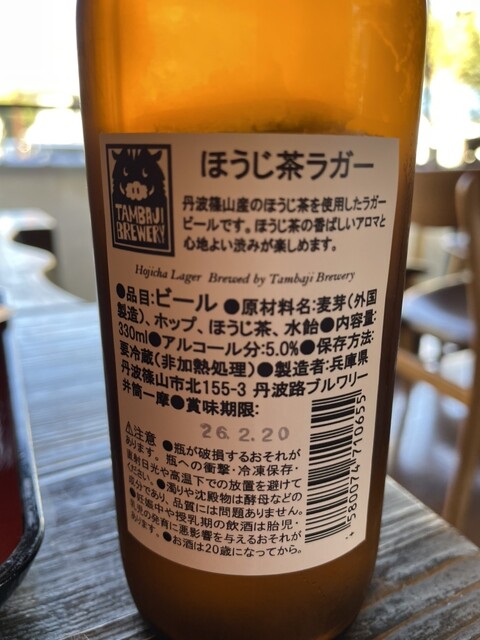 TAMBAJI
BREWERY
ほうじ茶ラガー
丹波篠山産のほうじ茶を使用したラガー
ビールです。ほうじ茶の香ばしいアロマと
心地よい渋みが楽しめます。
Hojicha Lager Brewed by Tambaji Brewery
●品目:ビール ●原材料名:麦芽(外国
製造)、ホップ、ほうじ茶、水飴●内容量:
330ml●アルコール分:5.0%●保存方法:
要冷蔵(非加熱処理)●製造者:兵庫県
丹波篠山市北155-3 丹波路ブルワリー
井筒一摩●賞味期限:
26.2.20
⚠注意 ●瓶が破損するおそれが
あります。瓶への衝撃・冷凍保存・
直射日光や高温下での放置を避けて
ください。●濁りや沈殿物は酵母などの
成分であり、品質には問題ありません。
●妊娠中や授乳期の飲酒は胎児・
乳児の発育に悪影響を与えるおそれが
あります。●お酒は20歳になってから。
4580074710655